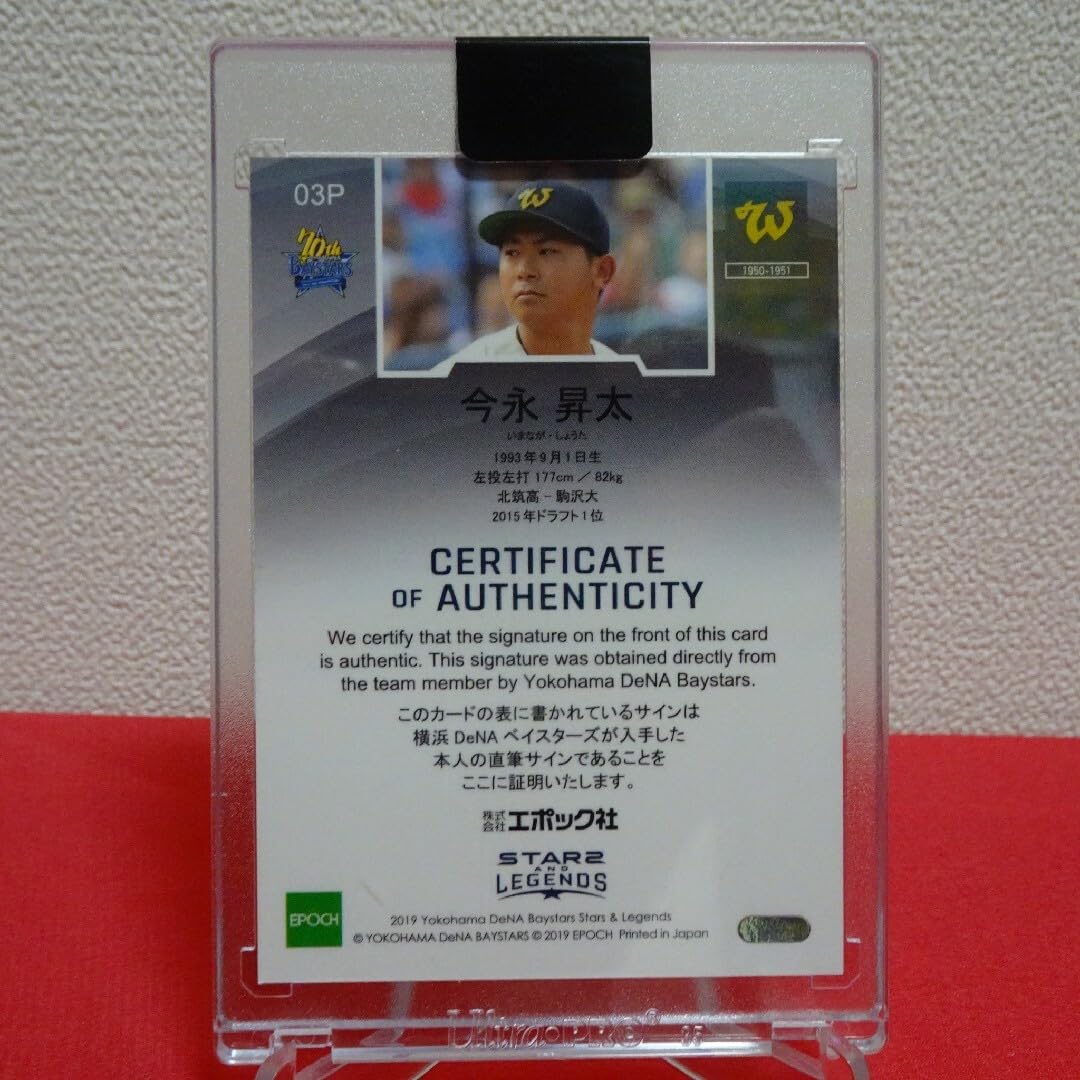 03P
70th
BAYSTARS
W
W
1950-1951
今永 昇太
いまなが・しょうた
1993年9月1日生
左投左打 177cm / 82kg
北筑高 - 駒沢大
2015年ドラフト1位
CERTIFICATE
OF AUTHENTICITY
We certify that the signature on the front of this card
is authentic. This signature was obtained directly from
the team member by Yokohama DeNA Baystars.
このカードの表に書かれているサインは
横浜 DeNA ベイスターズが入手した
本人の直筆サインであることを
ここに証明いたします。
株式会社エポック社
STARS
AND
LEGENDS
EPOCH
2019 Yokohama DeNA Baystars Stars & Legends
© YOKOHAMA DeNA BAYSTARS © 2019 EPOCH Printed in Japan
Ultra•PRO®